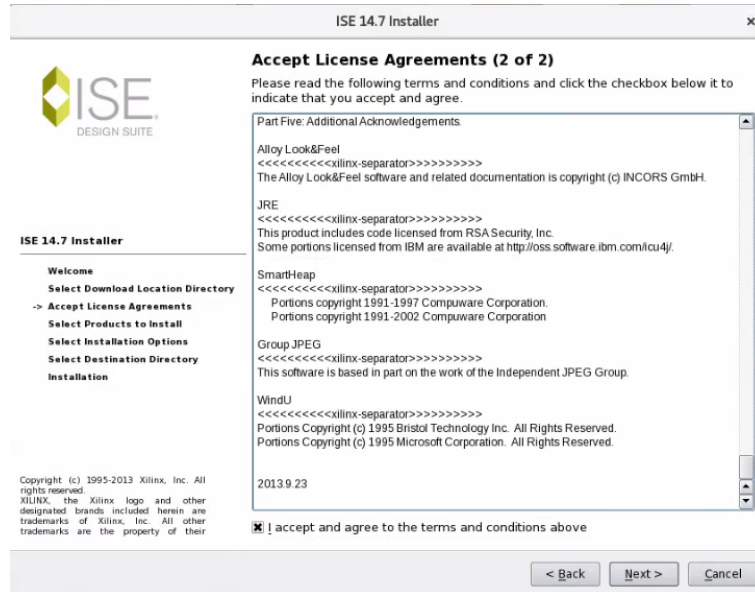 ISE 14.7 Installer
ISE
DESIGN SUITE
ISE 14.7 Installer
Welcome
Select Download Location Directory
-> Accept License Agreements
Select Products to Install
Select Installation Options
Select Destination Directory
Installation
Copyright (c) 1995-2013 Xilinx, Inc. All
rights reserved.
XILINX, the Xilinx logo and other
designated brands included herein are
trademarks of Xilinx, Inc. All other
trademarks are the property of their
Accept License Agreements (2 of 2)
Please read the following terms and conditions and click the checkbox below it to
indicate that you accept and agree.
Part Five: Additional Acknowledgements.
Alloy Look&Feel
<<<<<<<<<<xilinx-separator>>>>>>>>>>
The Alloy Look&Feel software and related documentation is copyright (c) INCORS GmbH.
JRE
<<<<<<<<<<xilinx-separator>>>>>>>>>>
This product includes code licensed from RSA Security, Inc.
Some portions licensed from IBM are available at http://oss.software.ibm.com/icu4j/.
SmartHeap
<<<<<<<<<<xilinx-separator>>>>>>>>>>
Portions copyright 1991-1997 Compuware Corporation.
Portions copyright 1991-2002 Compuware Corporation
Group JPEG
<<<<<<<<<<xilinx-separator>>>>>>>>>>
This software is based in part on the work of the Independent JPEG Group.
WindU
<<<<<<<<<<xilinx-separator>>>>>>>>>>
Portions Copyright (c) 1995 Bristol Technology Inc. All Rights Reserved.
Portions Copyright (c) 1995 Microsoft Corporation. All Rights Reserved.
2013.9.23
I accept and agree to the terms and conditions above
< Back Next > Cancel